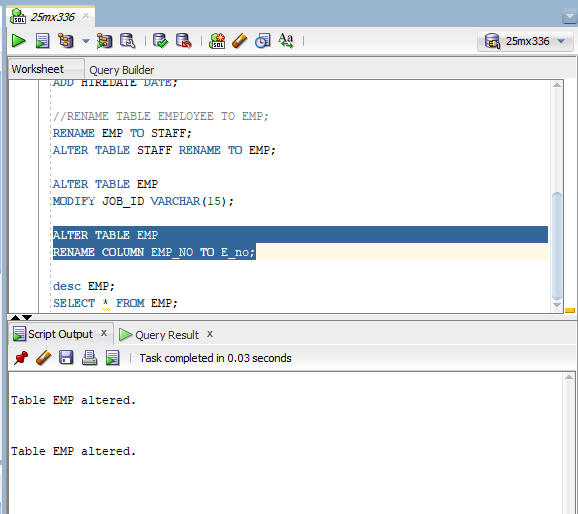 25mx336
SQL
25mx336
Worksheet
Query Builder
ADD HIREDATE DATE;
//RENAME TABLE EMPLOYEE TO EMP;
RENAME EMP TO STAFF;
ALTER TABLE STAFF RENAME TO EMP;
ALTER TABLE EMP
MODIFY JOB_ID VARCHAR(15);
ALTER TABLE EMP
RENAME COLUMN EMP_NO TO E_no;
desc EMP;
SELECT * FROM EMP;
Script Output x
Query Result x
Task completed in 0.03 seconds
Table EMP altered.
Table EMP altered.